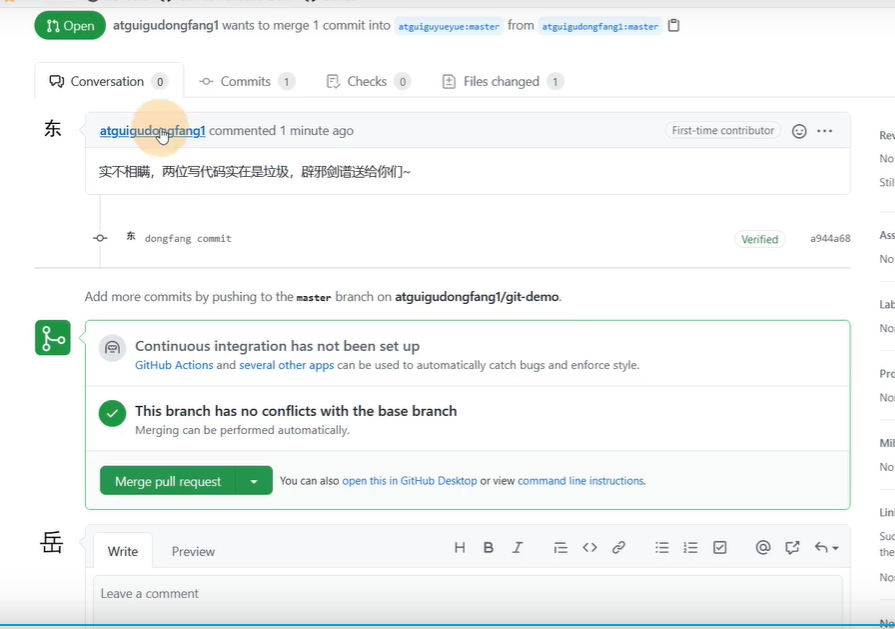 Open atguigudongfang1 wants to merge 1 commit into atguiguyueyue:master from atguigudongfang1:master
Conversation 0 Commits 1 Checks 0 Files changed 1
东 atguigudongfang1 commented 1 minute ago First-time contributor
实不相瞒，两位写代码实在是垃圾，辟邪剑谱送给你们~
东 dongfang commit Verified a944a68
Add more commits by pushing to the master branch on atguigudongfang1/git-demo.
Continuous integration has not been set up
GitHub Actions and several other apps can be used to automatically catch bugs and enforce style.
This branch has no conflicts with the base branch
Merging can be performed automatically.
Merge pull request You can also open this in GitHub Desktop or view command line instructions.
岳 Write Preview H B I
Leave a comment
Rev
No
Still
Ass
No
Lab
Nor
Pro
Nor
Mil
No
Lin
Suc
the
Nor